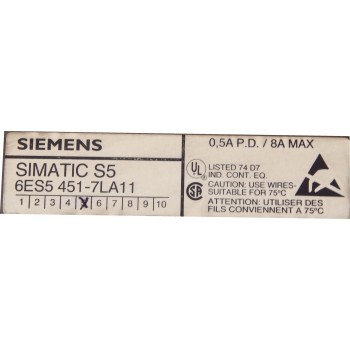 SIEMENS
SIMATIC S5
6ES5 451-7LA11
1 2 3 4 X 6 7 8 9 10
0,5A P.D. / 8A MAX
UL LISTED 74 D7
IND. CONT. EQ.
CAUTION: USE WIRES-
SUITABLE FOR 75°C
ATTENTION: UTILISER DES
FILS CONVIENNENT A 75°C